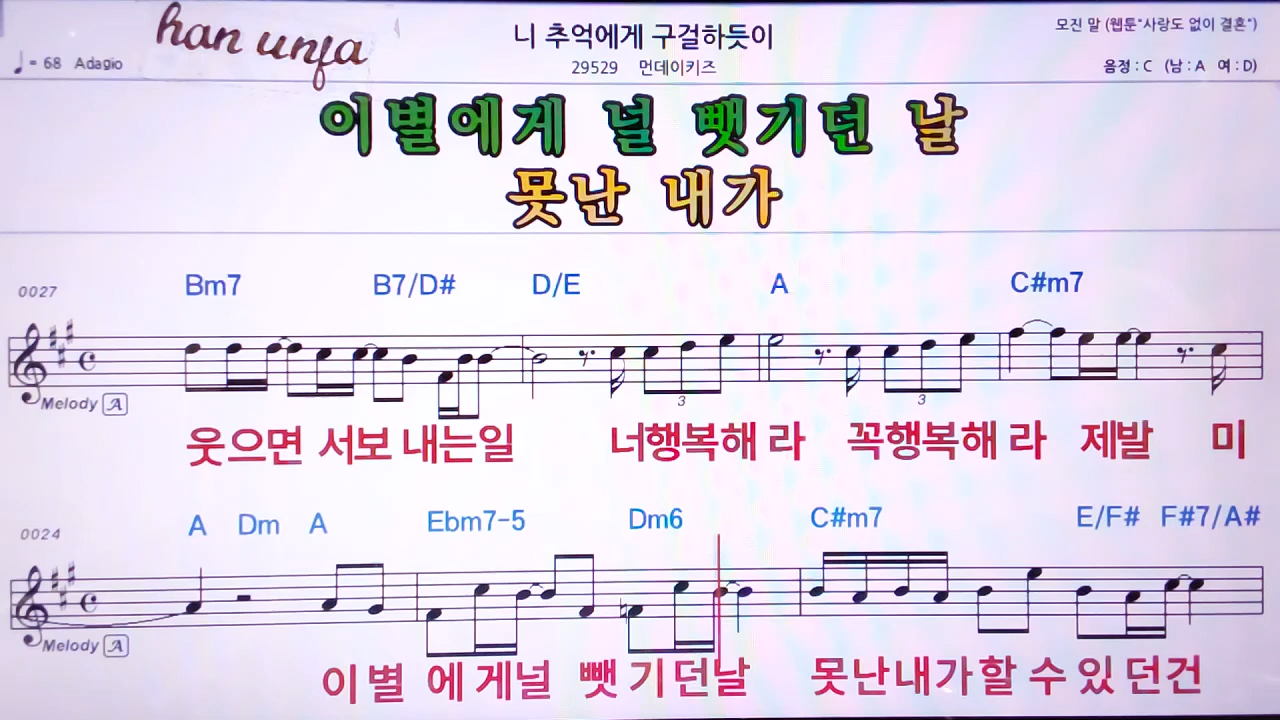 han unfa
니 추억에게 구걸하듯이
모진 말 (웹툰"사랑도 없이 결혼")
♩= 68 Adagio
29529 먼데이키즈
음정 : C (남 : A 여 : D)
이별에게 널 뺏기던 날
못난 내가
0027
Bm7 B7/D# D/E A C#m7
3 3
Melody A
웃으면 서보 내는일 너행복해 라 꼭행복해 라 제발 미
0024
A Dm A Ebm7-5 Dm6 C#m7 E/F# F#7/A#
Melody A
이 별 에 게널 뺏 기 던날 못난내가 할 수 있 던건